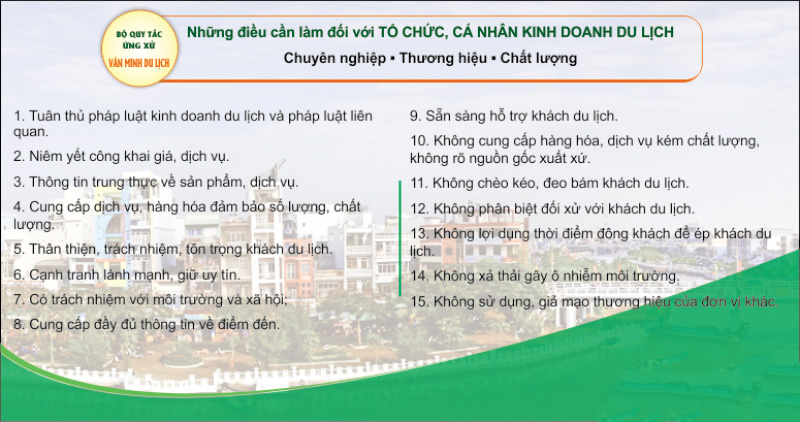 BỘ QUY TẮC
ỨNG XỬ
VĂN MINH DU LỊCH
Những điều cần làm đối với TỔ CHỨC, CÁ NHÂN KINH DOANH DU LỊCH
Chuyên nghiệp ▪ Thương hiệu ▪ Chất lượng
1. Tuân thủ pháp luật kinh doanh du lịch và pháp luật liên
quan.
2. Niêm yết công khai giá, dịch vụ.
3. Thông tin trung thực về sản phẩm, dịch vụ.
4. Cung cấp dịch vụ, hàng hóa đảm bảo số lượng, chất
lượng.
5. Thân thiện, trách nhiệm, tôn trọng khách du lịch.
6. Cạnh tranh lành mạnh, giữ uy tín.
7. Có trách nhiệm với môi trường và xã hội;
8. Cung cấp đầy đủ thông tin về điểm đến.
9. Sẵn sàng hỗ trợ khách du lịch.
10. Không cung cấp hàng hóa, dịch vụ kém chất lượng,
không rõ nguồn gốc xuất xứ.
11. Không chèo kéo, đeo bám khách du lịch.
12. Không phân biệt đối xử với khách du lịch.
13. Không lợi dụng thời điểm đông khách để ép khách du
lịch.
14. Không xả thải gây ô nhiễm môi trường.
15. Không sử dụng, giả mạo thương hiệu của đơn vị khác.